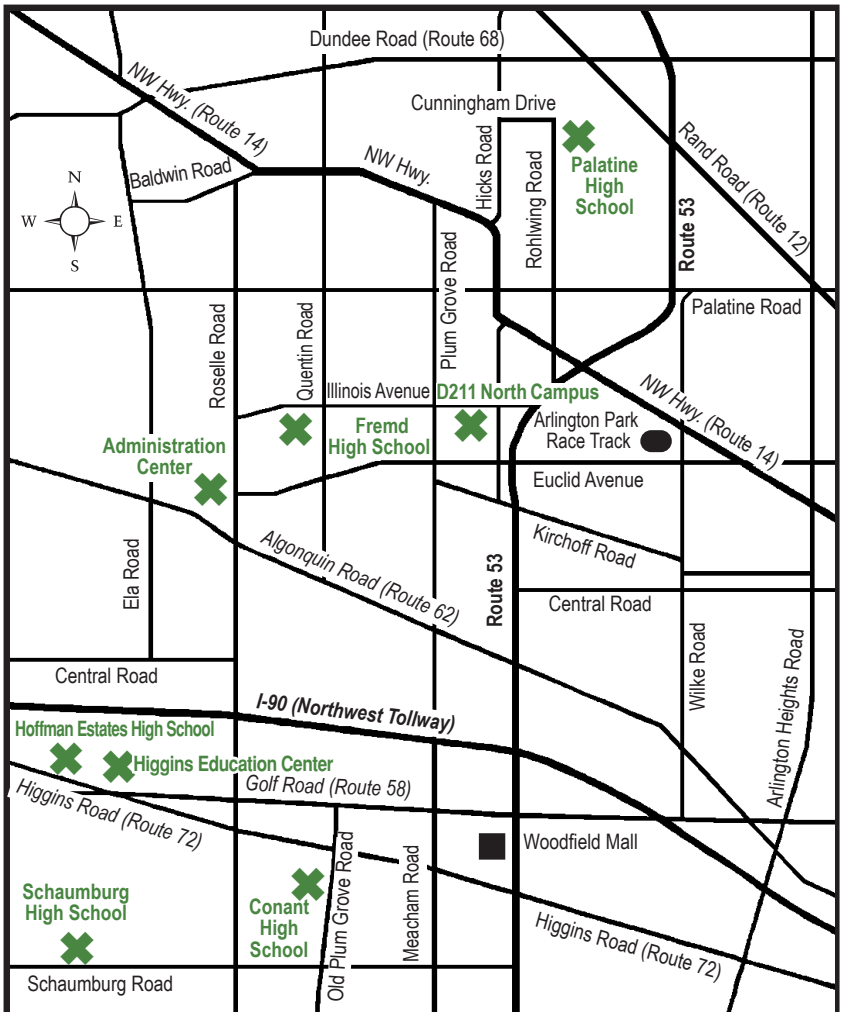 Dundee Road (Route 68)
NW Hwy. (Route 14)
Cunningham Drive
Rand Road (Route 12)
Palatine
High
School
Baldwin Road
NW Hwy.
Hicks Road
Rohlwing Road
Route 53
N
W
E
S
Plum Grove Road
Palatine Road
Roselle Road
Quentin Road
Illinois Avenue
D211 North Campus
NW Hwy. (Route 14)
Fremd
High School
Arlington Park
Race Track
Administration
Center
Euclid Avenue
Kirchoff Road
Algonquin Road (Route 62)
Ela Road
Route 53
Central Road
Wilke Road
Arlington Heights Road
Central Road
I-90 (Northwest Tollway)
Hoffman Estates High School
Higgins Education Center
Golf Road (Route 58)
Higgins Road (Route 72)
Woodfield Mall
Old Plum Grove Road
Meacham Road
Schaumburg
High School
Conant
High
School
Higgins Road (Route 72)
Schaumburg Road